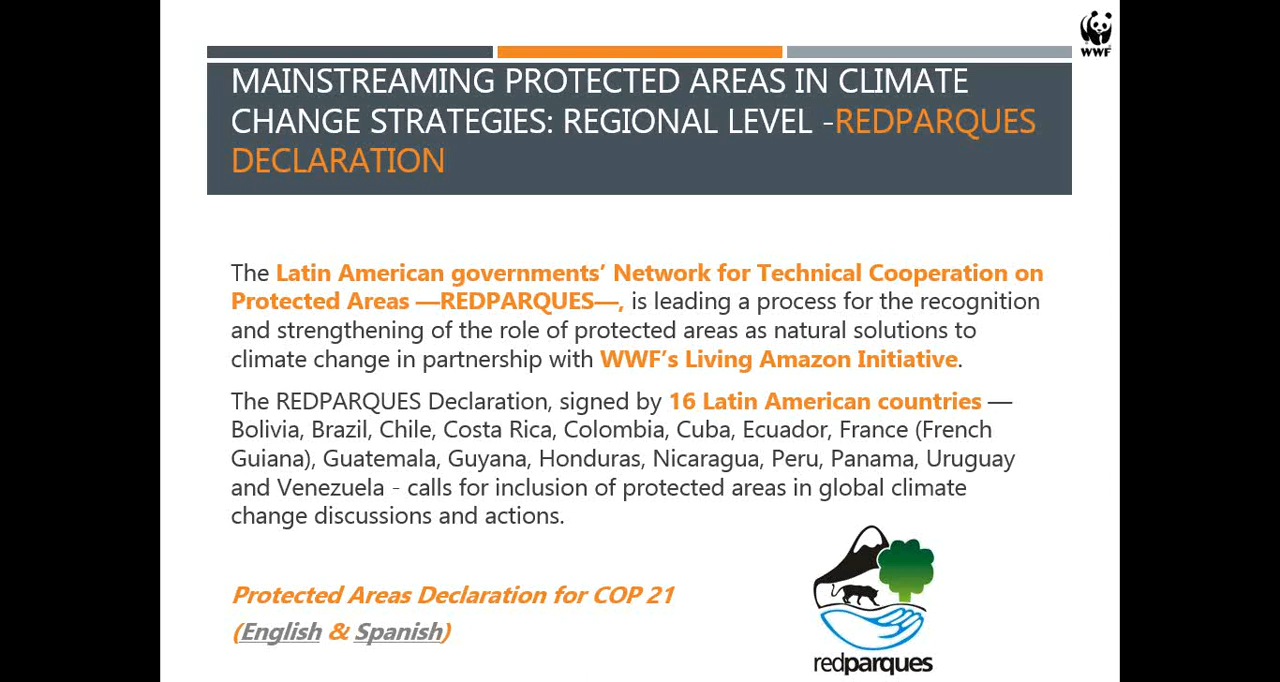 WWF
MAINSTREAMING PROTECTED AREAS IN CLIMATE
CHANGE STRATEGIES: REGIONAL LEVEL -REDPARQUES
DECLARATION
The Latin American governments’ Network for Technical Cooperation on
Protected Areas —REDPARQUES—, is leading a process for the recognition
and strengthening of the role of protected areas as natural solutions to
climate change in partnership with WWF’s Living Amazon Initiative.
The REDPARQUES Declaration, signed by 16 Latin American countries —
Bolivia, Brazil, Chile, Costa Rica, Colombia, Cuba, Ecuador, France (French
Guiana), Guatemala, Guyana, Honduras, Nicaragua, Peru, Panama, Uruguay
and Venezuela - calls for inclusion of protected areas in global climate
change discussions and actions.
Protected Areas Declaration for COP 21
(English & Spanish)
redparques